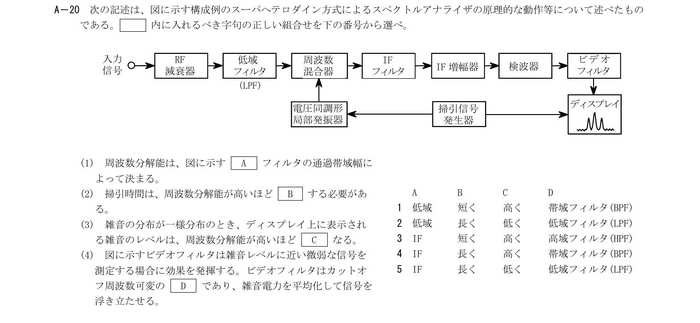 A－20 次の記述は、図に示す構成例のスーパヘテロダイン方式によるスペクトルアナライザの原理的な動作等について述べたもの
である。 内に入れるべき字句の正しい組合せを下の番号から選べ。
入力
信号
RF
減衰器
低域
フィルタ
(LPF)
周波数
混合器
IF
フィルタ
IF 増幅器
検波器
ビデオ
フィルタ
電圧同調形
局部発振器
掃引信号
発生器
ディスプレイ
(1) 周波数分解能は、図に示す A フィルタの通過帯域幅に
よって決まる。
(2) 掃引時間は、周波数分解能が高いほど B する必要があ
る。
(3) 雑音の分布が一様分布のとき、ディスプレイ上に表示され
る雑音のレベルは、周波数分解能が高いほど C なる。
(4) 図に示すビデオフィルタは雑音レベルに近い微弱な信号を
測定する場合に効果を発揮する。ビデオフィルタはカットオ
フ周波数可変の D であり、雑音電力を平均化して信号を
浮き立たせる。
A B C D
1 低域 短く 高く 帯域フィルタ(BPF)
2 低域 長く 低く 低域フィルタ(LPF)
3 IF 短く 高く 高域フィルタ(HPF)
4 IF 長く 高く 帯域フィルタ(BPF)
5 IF 長く 低く 低域フィルタ(LPF)